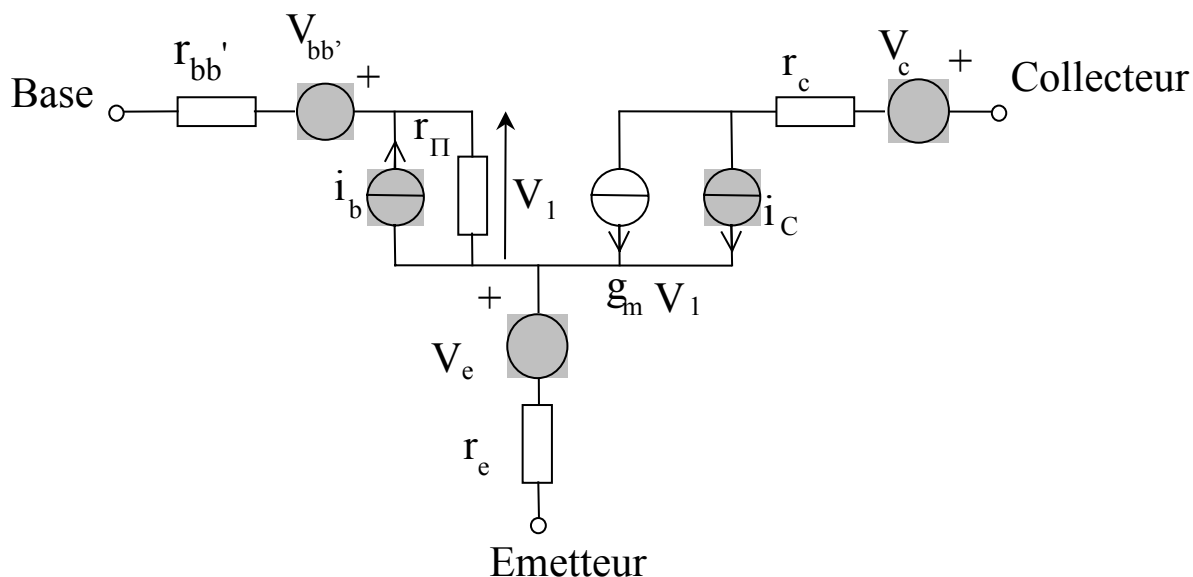 Base
r_bb'
V_bb'
+
r_Π
i_b
V_1
r_c
V_c
+
Collecteur
i_C
g_m V_1
+
V_e
r_e
Emetteur